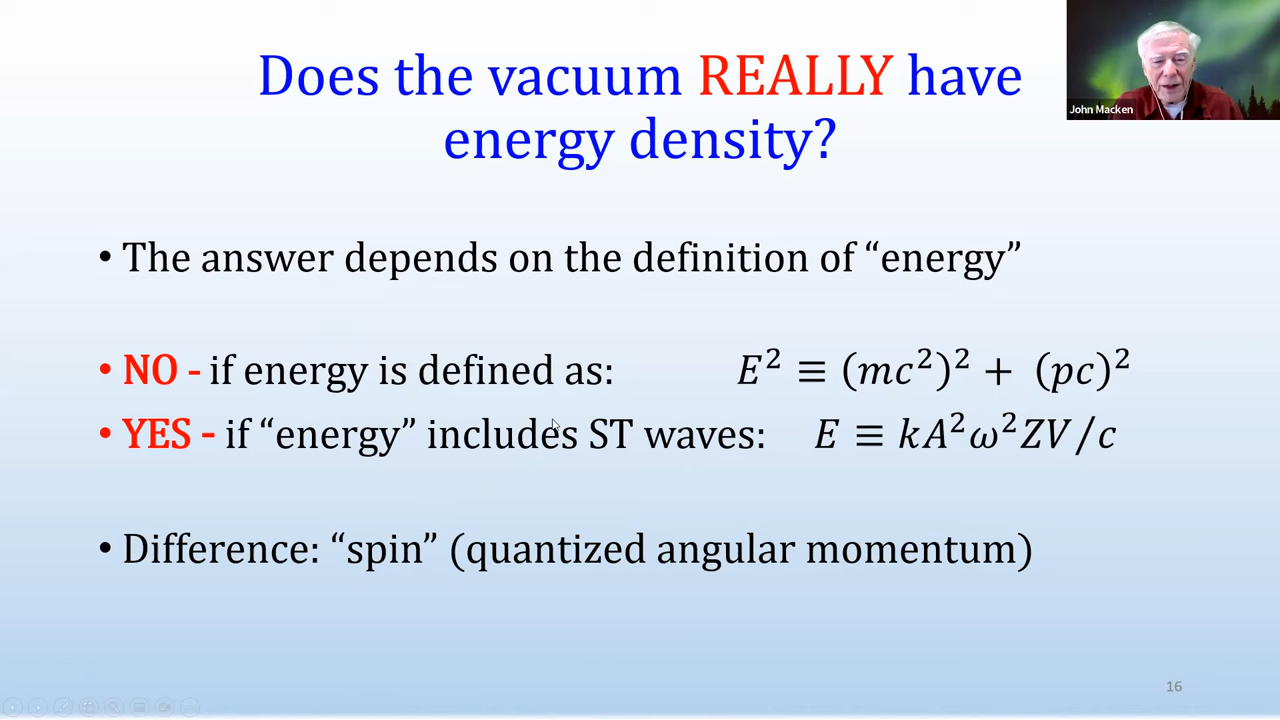 Does the vacuum REALLY have
energy density?
John Macken
• The answer depends on the definition of “energy”
• NO - if energy is defined as: E² ≡ (mc²)² + (pc)²
• YES - if “energy” includes ST waves: E ≡ kA²ω²ZV/c
• Difference: “spin” (quantized angular momentum)
16